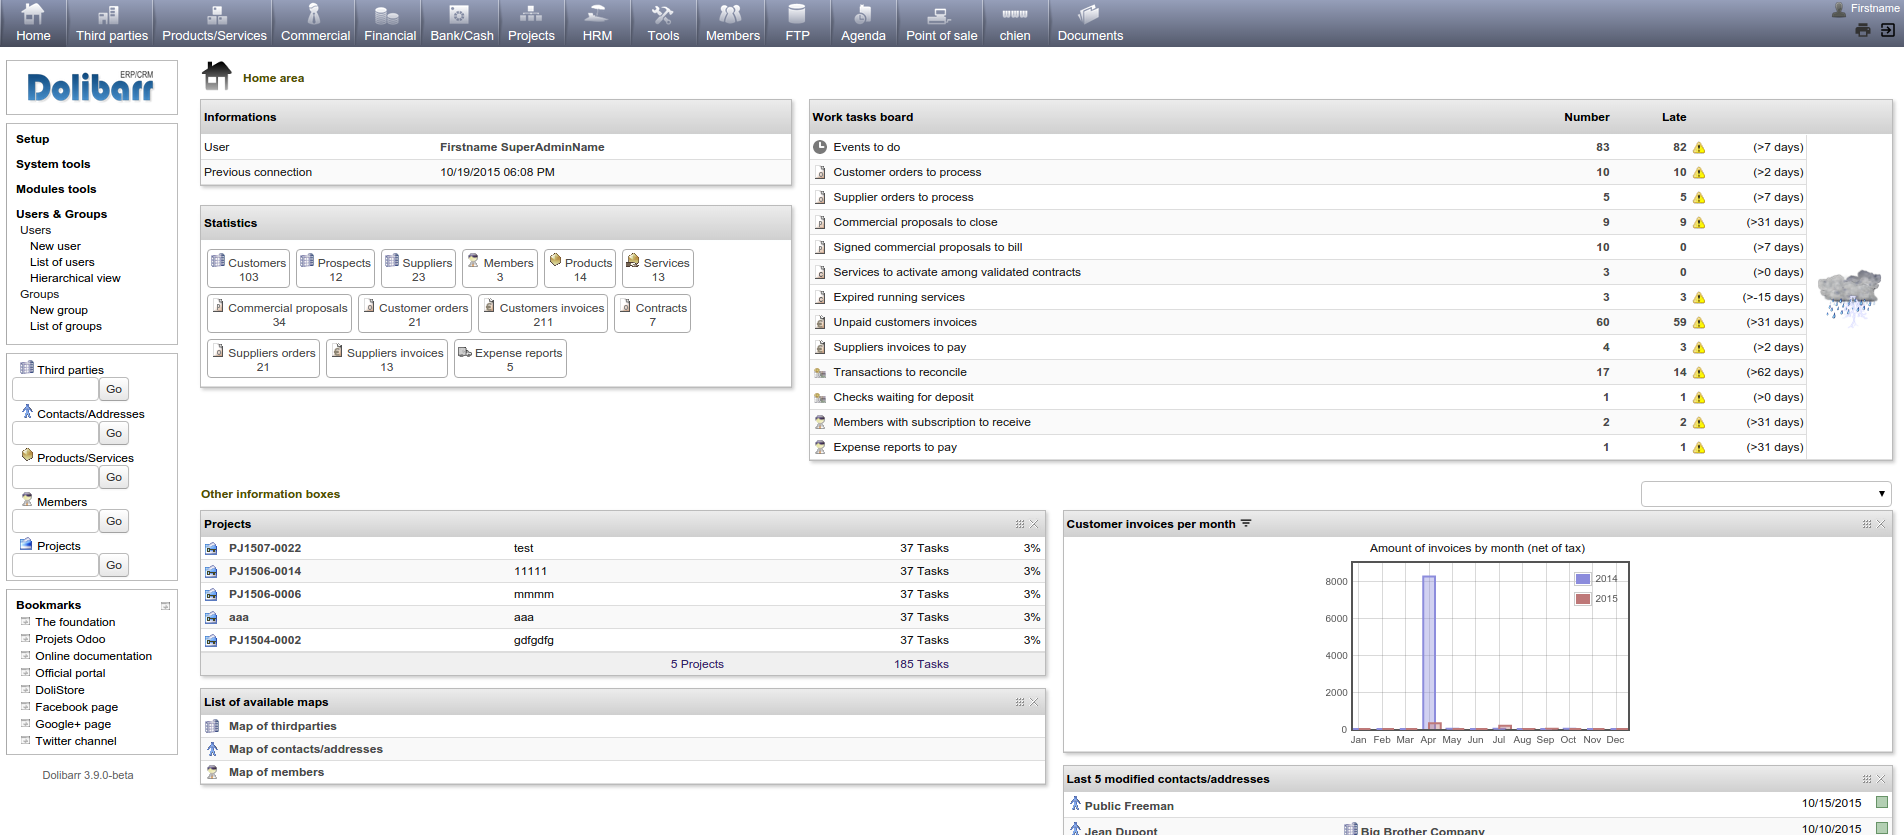 Home Third parties Products/Services Commercial Financial Bank/Cash Projects HRM Tools Members FTP Agenda Point of sale chien Documents
Firstname
Dolibarr ERP/CRM
Setup
System tools
Modules tools
Users & Groups
Users
New user
List of users
Hierarchical view
Groups
New group
List of groups
Third parties
Go
Contacts/Addresses
Go
Products/Services
Go
Members
Go
Projects
Go
Bookmarks
The foundation
Projets Odoo
Online documentation
Official portal
DoliStore
Facebook page
Google+ page
Twitter channel
Dolibarr 3.9.0-beta
Home area
Informations
User Firstname SuperAdminName
Previous connection 10/19/2015 06:08 PM
Statistics
Customers 103
Prospects 12
Suppliers 23
Members 3
Products 14
Services 13
Commercial proposals 34
Customer orders 21
Customers invoices 211
Contracts 7
Suppliers orders 21
Suppliers invoices 13
Expense reports 5
Work tasks board Number Late
Events to do 83 82 (>7 days)
Customer orders to process 10 10 (>2 days)
Supplier orders to process 5 5 (>7 days)
Commercial proposals to close 9 9 (>31 days)
Signed commercial proposals to bill 10 0 (>7 days)
Services to activate among validated contracts 3 0 (>0 days)
Expired running services 3 3 (>-15 days)
Unpaid customers invoices 60 59 (>31 days)
Suppliers invoices to pay 4 3 (>2 days)
Transactions to reconcile 17 14 (>62 days)
Checks waiting for deposit 1 1 (>0 days)
Members with subscription to receive 2 2 (>31 days)
Expense reports to pay 1 1 (>31 days)
Other information boxes
Projects
PJ1507-0022 test 37 Tasks 3%
PJ1506-0014 11111 37 Tasks 3%
PJ1506-0006 mmmm 37 Tasks 3%
aaa aaa 37 Tasks 3%
PJ1504-0002 gdfgdfg 37 Tasks 3%
5 Projects 185 Tasks
List of available maps
Map of thirdparties
Map of contacts/addresses
Map of members
Customer invoices per month
Amount of invoices by month (net of tax)
2014
2015
8000
6000
4000
2000
0
Jan Feb Mar Apr May Jun Jul Aug Sep Oct Nov Dec
Last 5 modified contacts/addresses
Public Freeman 10/15/2015
Jean Dupont Big Brother Company 10/10/2015